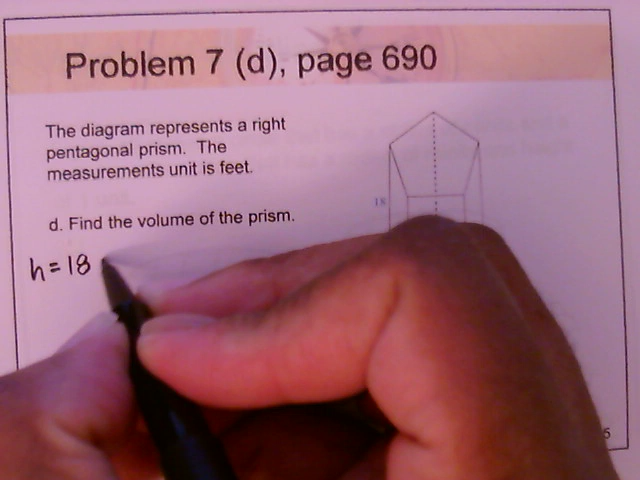 Problem 7 (d), page 690
The diagram represents a right
pentagonal prism. The
measurements unit is feet.
18
d. Find the volume of the prism.
h=18